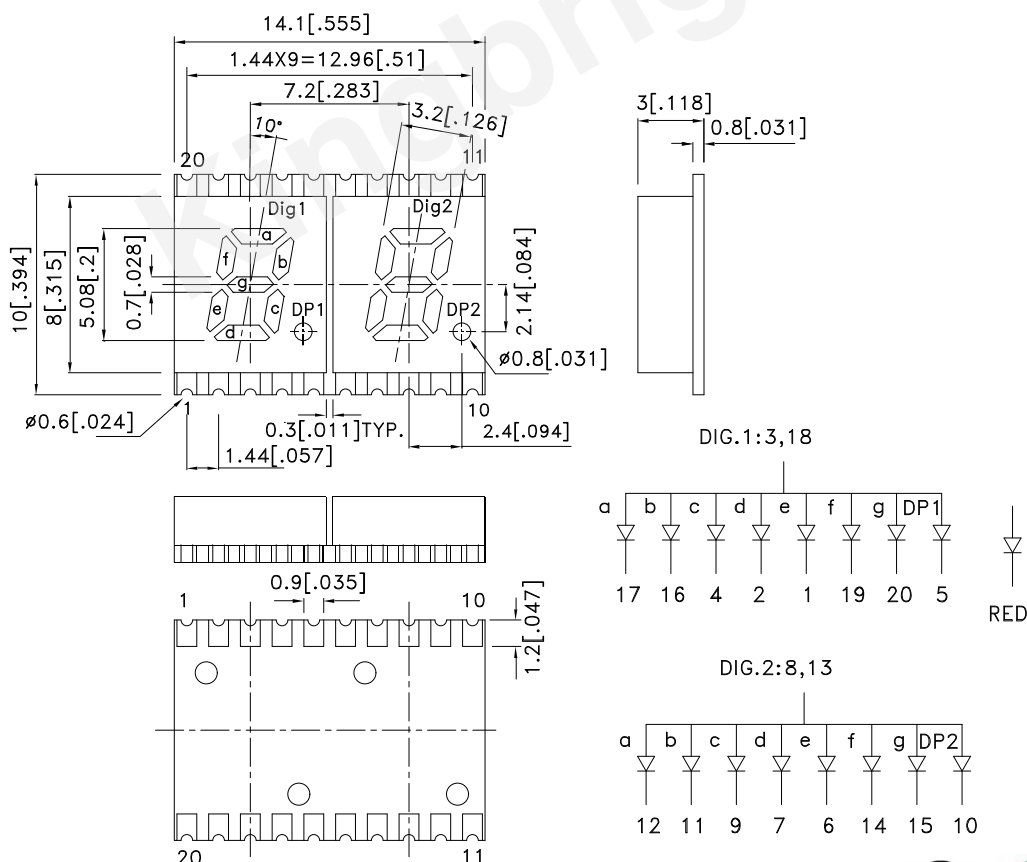 14.1[.555]
1.44X9=12.96[.51]
7.2[.283]
10°
3.2[.126]
20
11
Dig1
Dig2
a
f
b
g
e
c
d
DP1
DP2
10[.394]
8[.315]
5.08[.2]
0.7[.028]
2.14[.084]
ø0.8[.031]
ø0.6[.024]
1
10
0.3[.011]TYP.
2.4[.094]
1.44[.057]
3[.118]
0.8[.031]
0.9[.035]
1
10
1.2[.047]
20
11
DIG.1:3,18
a b c d e f g DP1
17 16 4 2 1 19 20 5
RED
DIG.2:8,13
a b c d e f g DP2
12 11 9 7 6 14 15 10